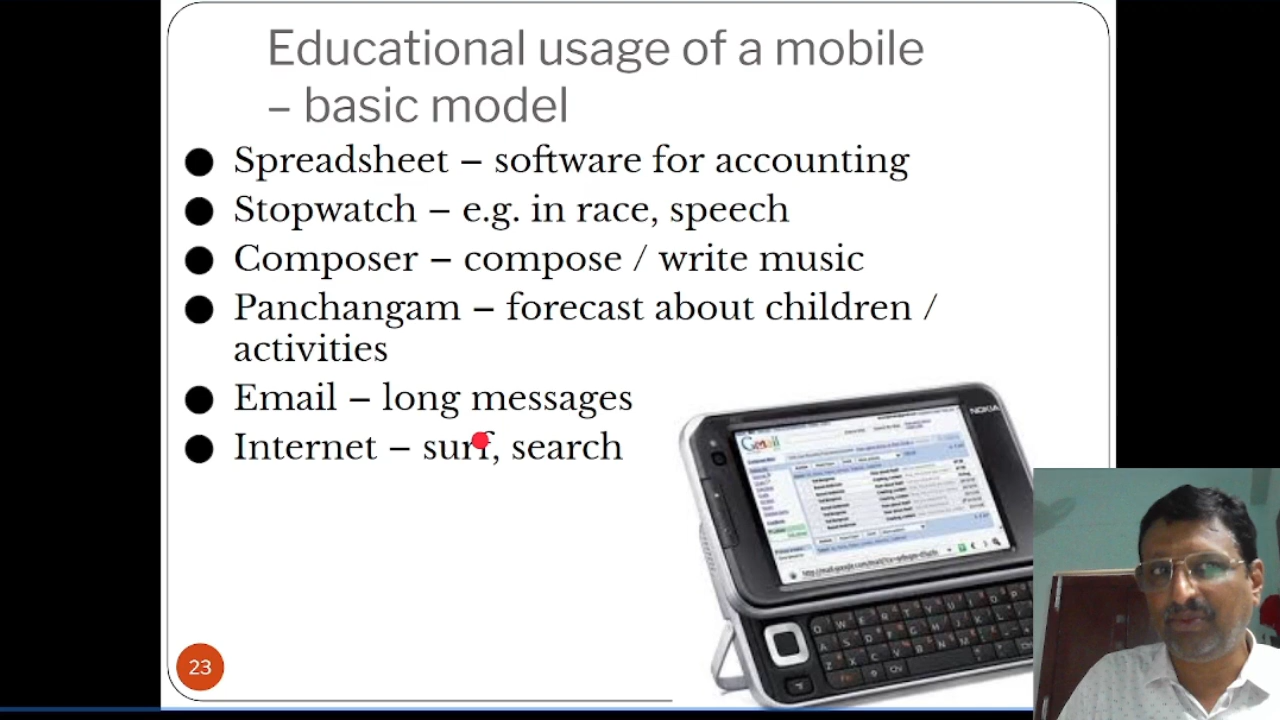 Educational usage of a mobile
– basic model
● Spreadsheet – software for accounting
● Stopwatch – e.g. in race, speech
● Composer – compose / write music
● Panchangam – forecast about children /
activities
● Email – long messages
● Internet – surf, search
NOKIA
Gmail
23